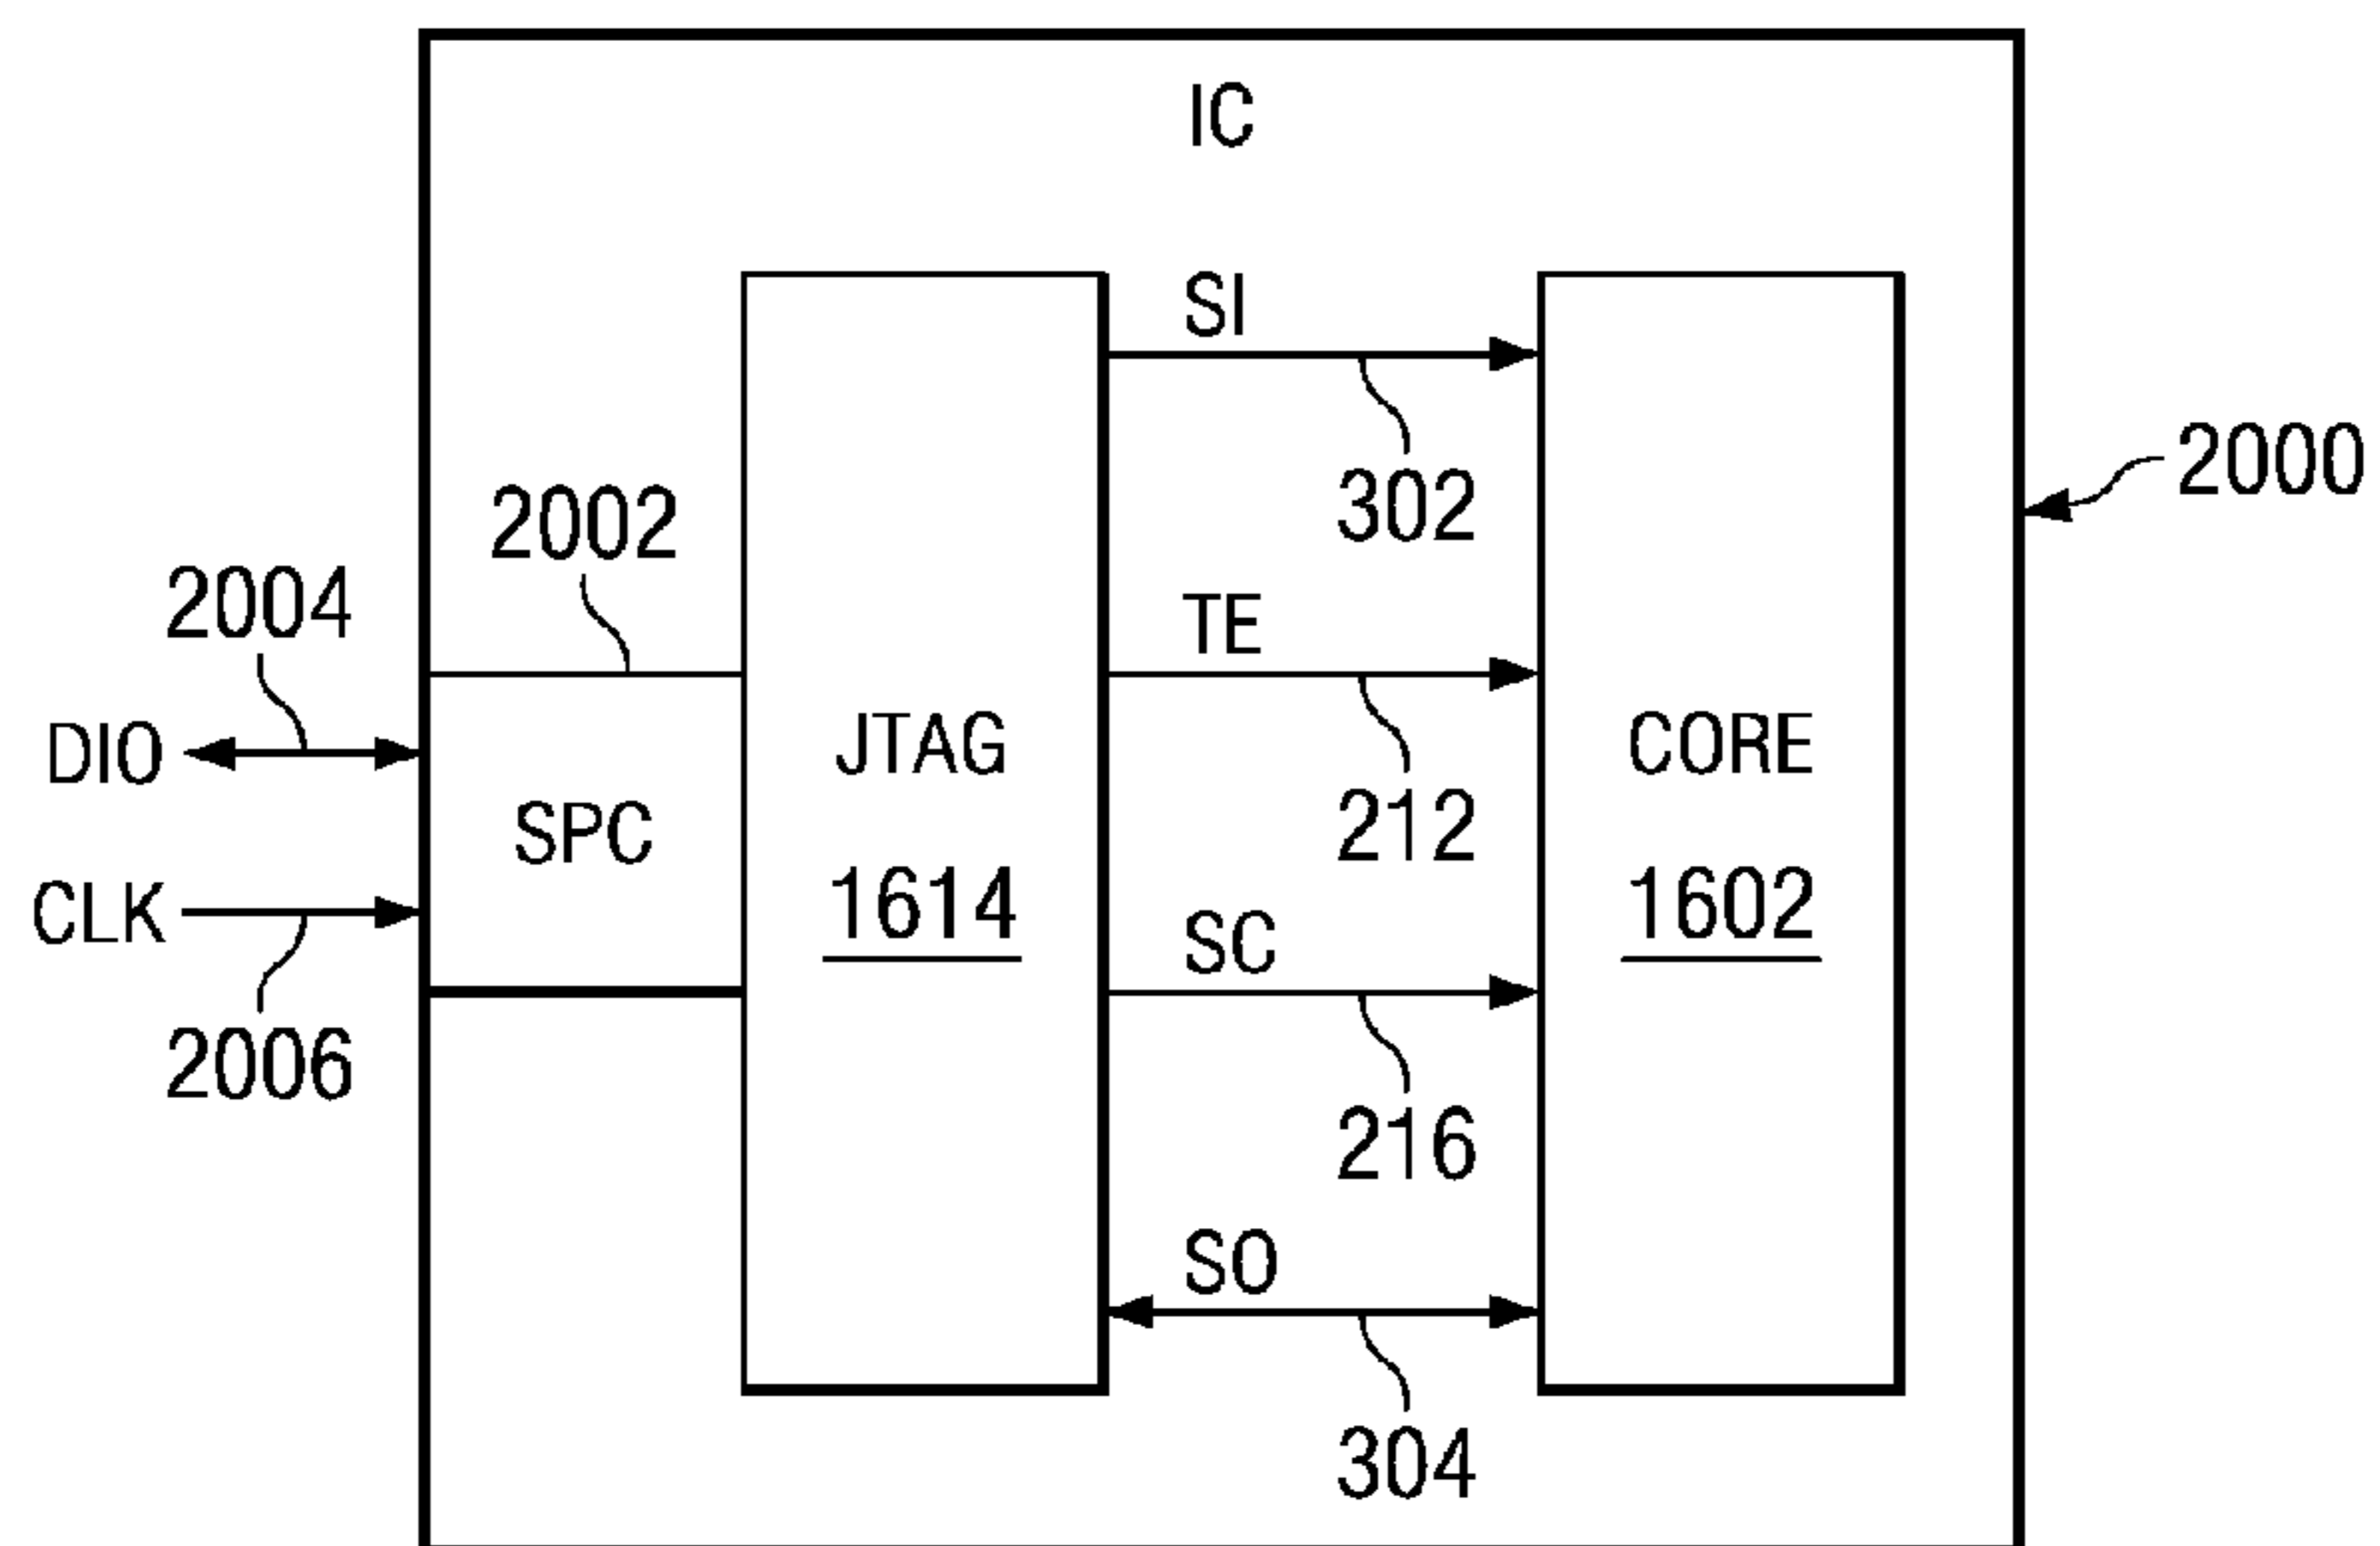 IC
SI
302
2000
2002
2004
TE
DIO
JTAG
CORE
212
SPC
CLK
1614
1602
SC
2006
216
SO
304